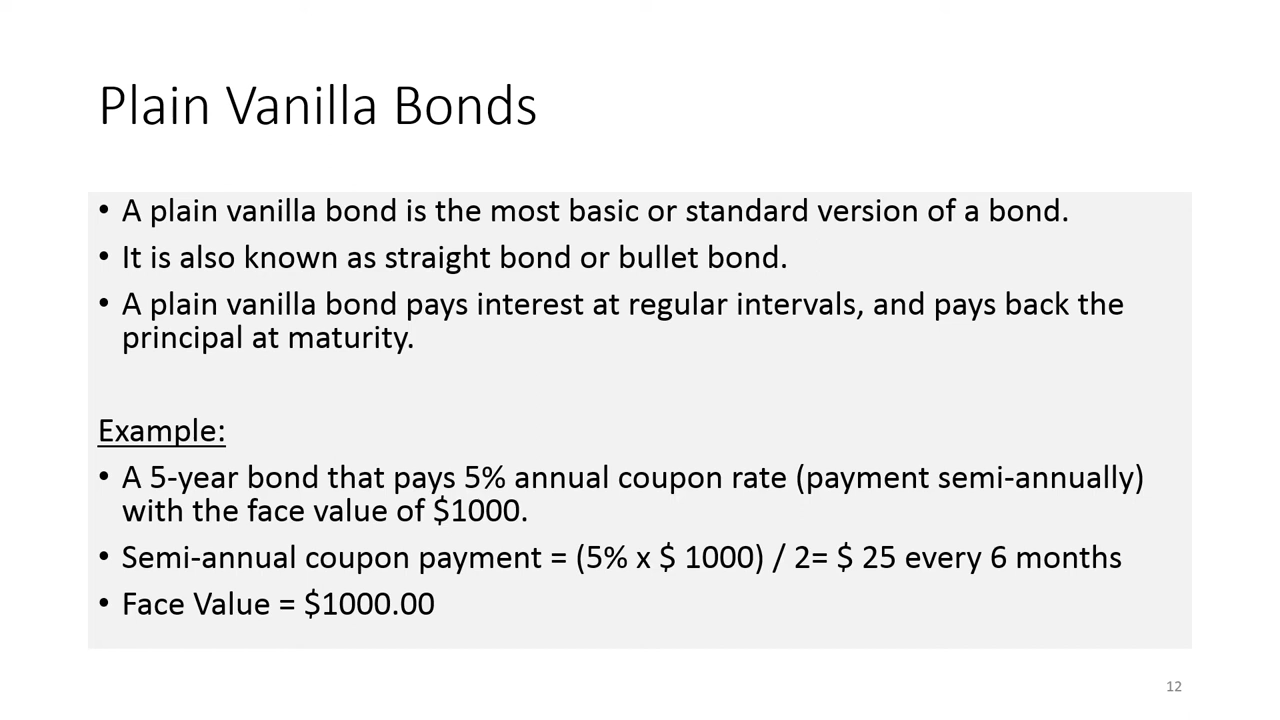 Plain Vanilla Bonds
• A plain vanilla bond is the most basic or standard version of a bond.
• It is also known as straight bond or bullet bond.
• A plain vanilla bond pays interest at regular intervals, and pays back the
principal at maturity.
Example:
• A 5-year bond that pays 5% annual coupon rate (payment semi-annually)
with the face value of $1000.
• Semi-annual coupon payment = (5% x $ 1000) / 2= $ 25 every 6 months
• Face Value = $1000.00
12